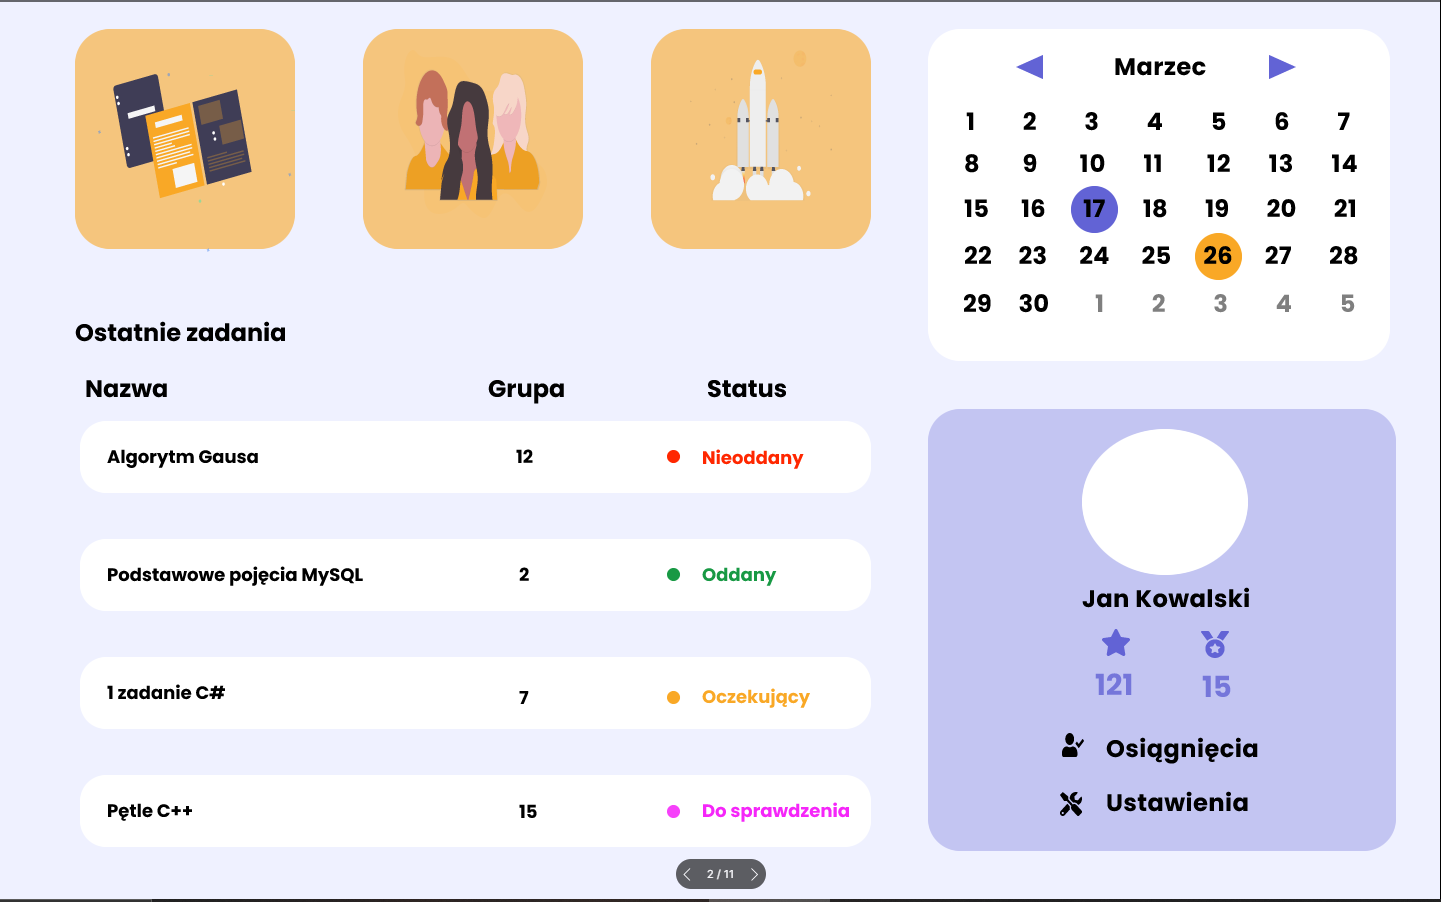 Marzec
1 2 3 4 5 6 7
8 9 10 11 12 13 14
15 16 17 18 19 20 21
22 23 24 25 26 27 28
29 30 1 2 3 4 5
Ostatnie zadania
Nazwa Grupa Status
Algorytm Gausa 12 Nieoddany
Podstawowe pojęcia MySQL 2 Oddany
1 zadanie C# 7 Oczekujący
Pętle C++ 15 Do sprawdzenia
Jan Kowalski
121 15
Osiągnięcia
Ustawienia
2 / 11